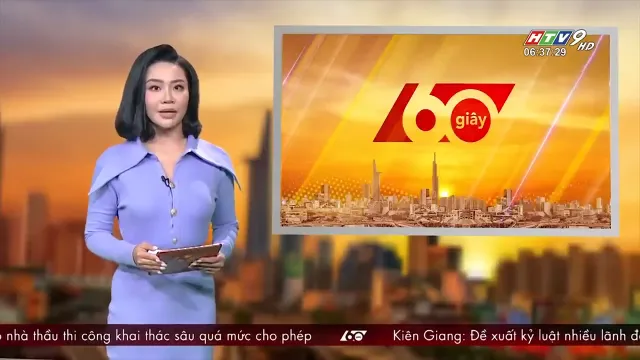 HTV9 HD
06:37:29
60 giây
nhà thầu thi công khai thác sâu quá mức cho phép
60
Kiên Giang: Đề xuất kỷ luật nhiều lãnh